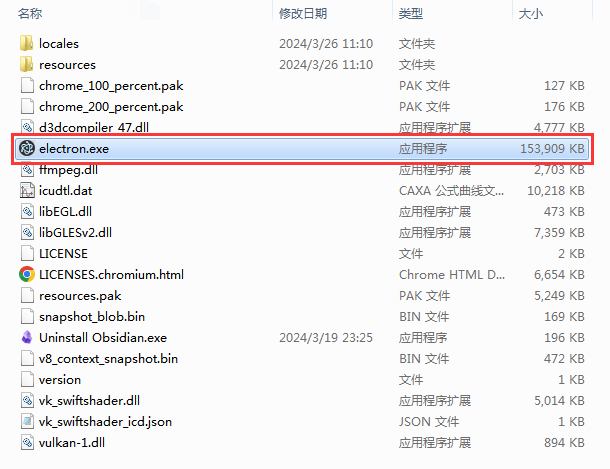 名称 修改日期 类型 大小
locales 2024/3/26 11:10 文件夹
resources 2024/3/26 11:10 文件夹
chrome_100_percent.pak PAK 文件 127 KB
chrome_200_percent.pak PAK 文件 176 KB
d3dcompiler_47.dll 应用程序扩展 4,777 KB
electron.exe 应用程序 153,909 KB
ffmpeg.dll 应用程序扩展 2,703 KB
icudtl.dat CAXA 公式曲线文... 10,218 KB
libEGL.dll 应用程序扩展 473 KB
libGLESv2.dll 应用程序扩展 7,359 KB
LICENSE 文件 2 KB
LICENSES.chromium.html Chrome HTML D... 6,654 KB
resources.pak PAK 文件 5,249 KB
snapshot_blob.bin BIN 文件 169 KB
Uninstall Obsidian.exe 2024/3/19 23:25 应用程序 196 KB
v8_context_snapshot.bin BIN 文件 472 KB
version 文件 1 KB
vk_swiftshader.dll 应用程序扩展 5,014 KB
vk_swiftshader_icd.json JSON 文件 1 KB
vulkan-1.dll 应用程序扩展 894 KB